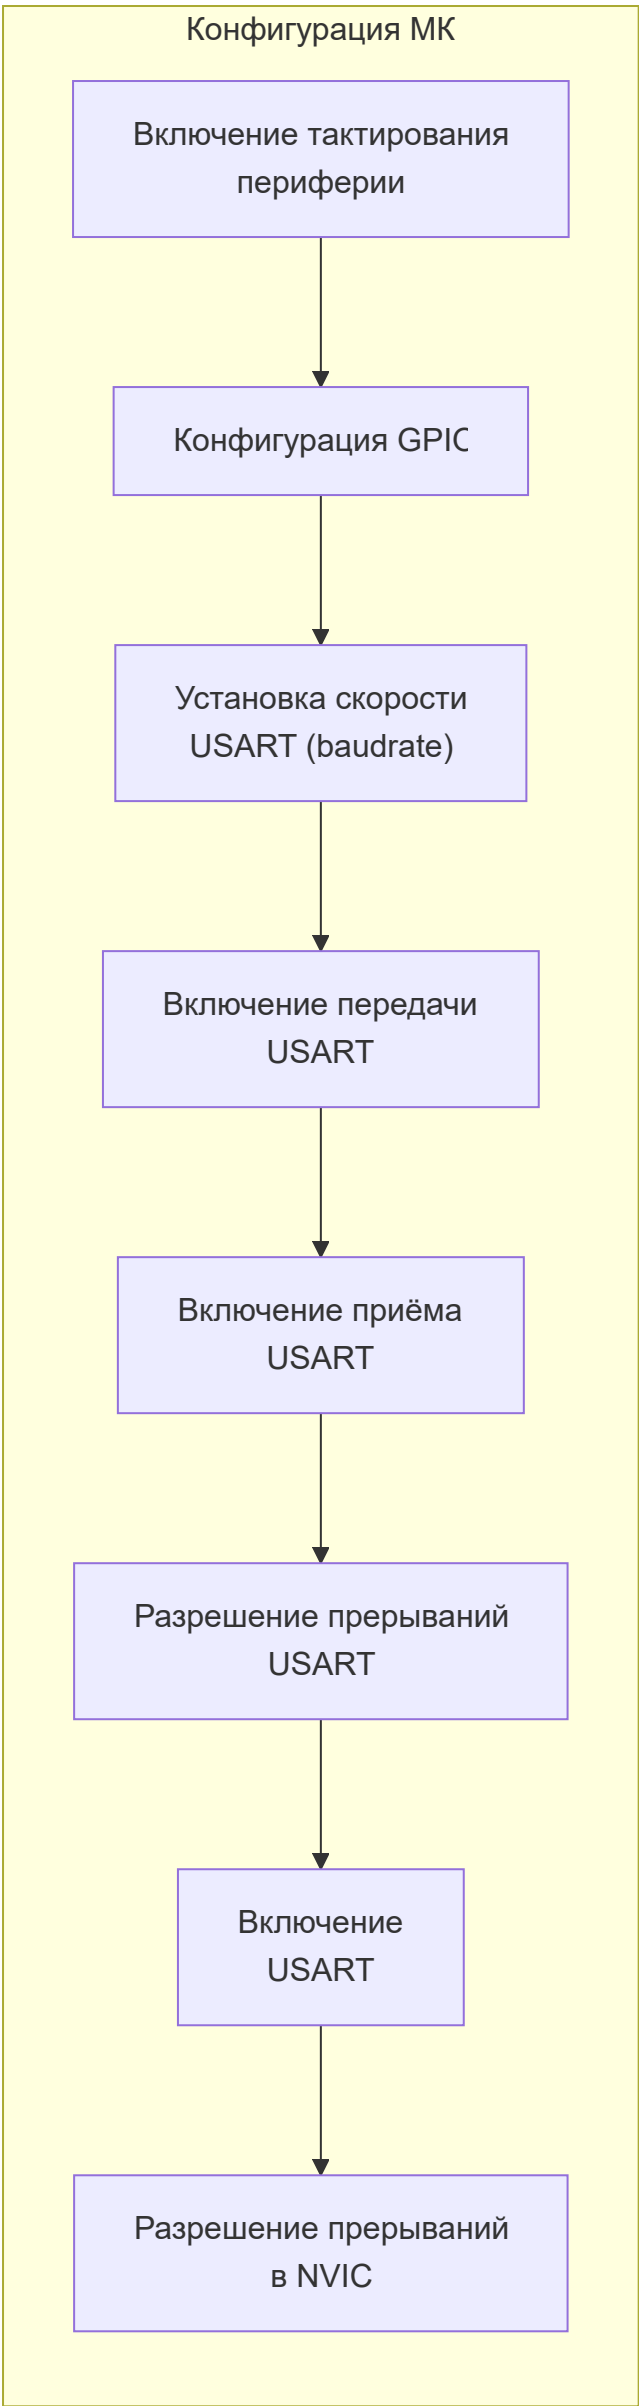 Конфигурация МК
Включение тактирования
периферии
Конфигурация GPIO
Установка скорости
USART (baudrate)
Включение передачи
USART
Включение приёма
USART
Разрешение прерываний
USART
Включение
USART
Разрешение прерываний
в NVIC